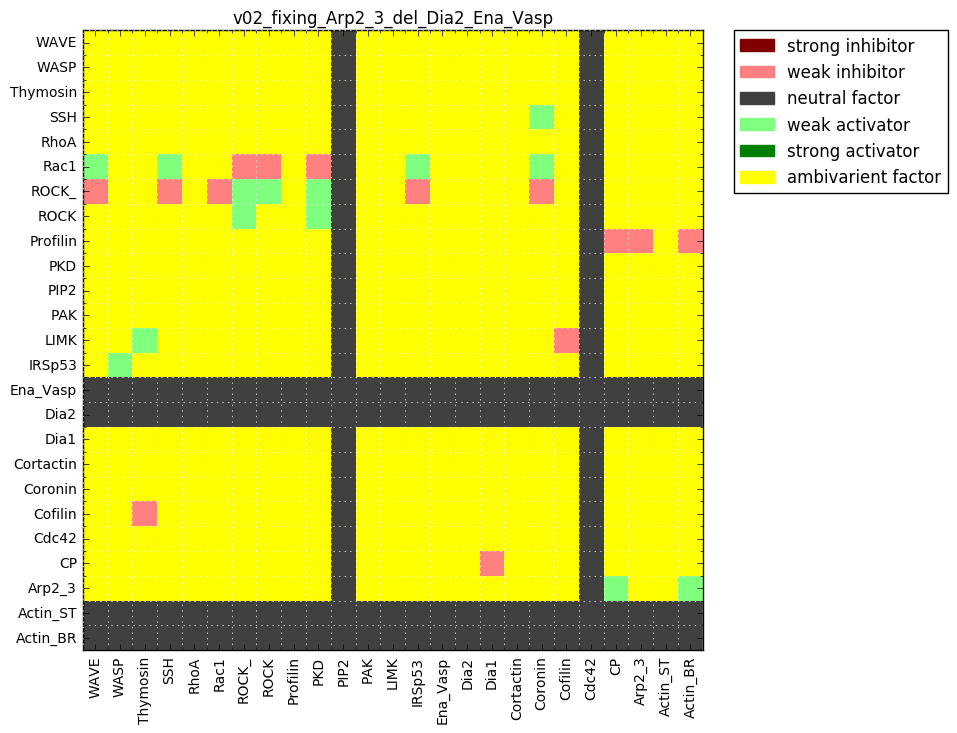 v02_fixing_Arp2_3_del_Dia2_Ena_Vasp
WAVE
WASP
Thymosin
SSH
RhoA
Rac1
ROCK_
ROCK
Profilin
PKD
PIP2
PAK
LIMK
IRSp53
Ena_Vasp
Dia2
Dia1
Cortactin
Coronin
Cofilin
Cdc42
CP
Arp2_3
Actin_ST
Actin_BR
WAVE
WASP
Thymosin
SSH
RhoA
Rac1
ROCK_
ROCK
Profilin
PKD
PIP2
PAK
LIMK
IRSp53
Ena_Vasp
Dia2
Dia1
Cortactin
Coronin
Cofilin
Cdc42
CP
Arp2_3
Actin_ST
Actin_BR
strong inhibitor
weak inhibitor
neutral factor
weak activator
strong activator
ambivarient factor